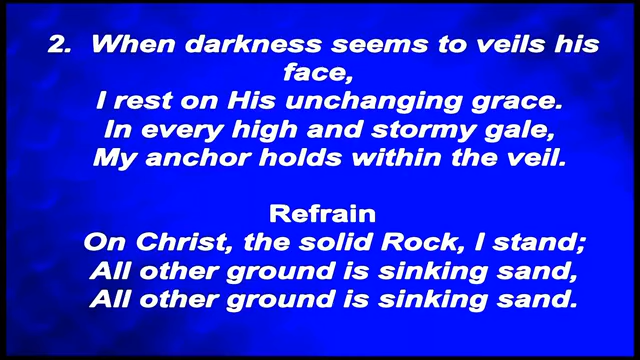 2. When darkness seems to veils his
face,
I rest on His unchanging grace.
In every high and stormy gale,
My anchor holds within the veil.
Refrain
On Christ, the solid Rock, I stand;
All other ground is sinking sand,
All other ground is sinking sand.